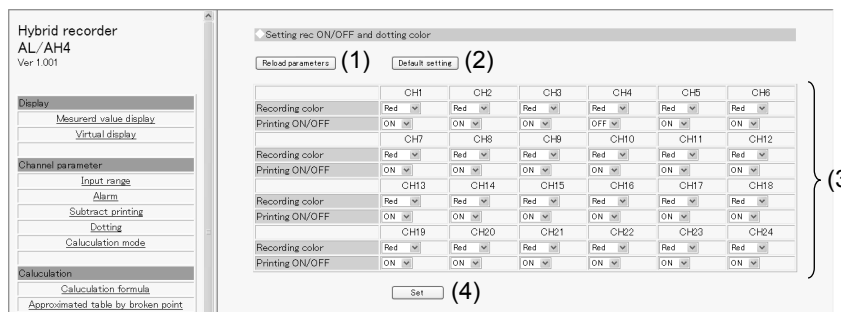 Hybrid recorder
AL/AH4
Ver 1.001
Display
Mesurerd value display
Virtual display
Channel parameter
Input range
Alarm
Subtract printing
Dotting
Caluculation mode
Caluculation
Caluculation formula
Approximated table by broken point
Setting rec ON/OFF and dotting color
Reload parameters (1) Default setting (2)
CH1 CH2 CH3 CH4 CH5 CH6
Recording color Red Red Red Red Red Red
Printing ON/OFF ON ON ON OFF ON ON
CH7 CH8 CH9 CH10 CH11 CH12
Recording color Red Red Red Red Red Red
Printing ON/OFF ON ON ON ON ON ON
CH13 CH14 CH15 CH16 CH17 CH18
Recording color Red Red Red Red Red Red
Printing ON/OFF ON ON ON ON ON ON
CH19 CH20 CH21 CH22 CH23 CH24
Recording color Red Red Red Red Red Red
Printing ON/OFF ON ON ON ON ON ON
(3
Set (4)